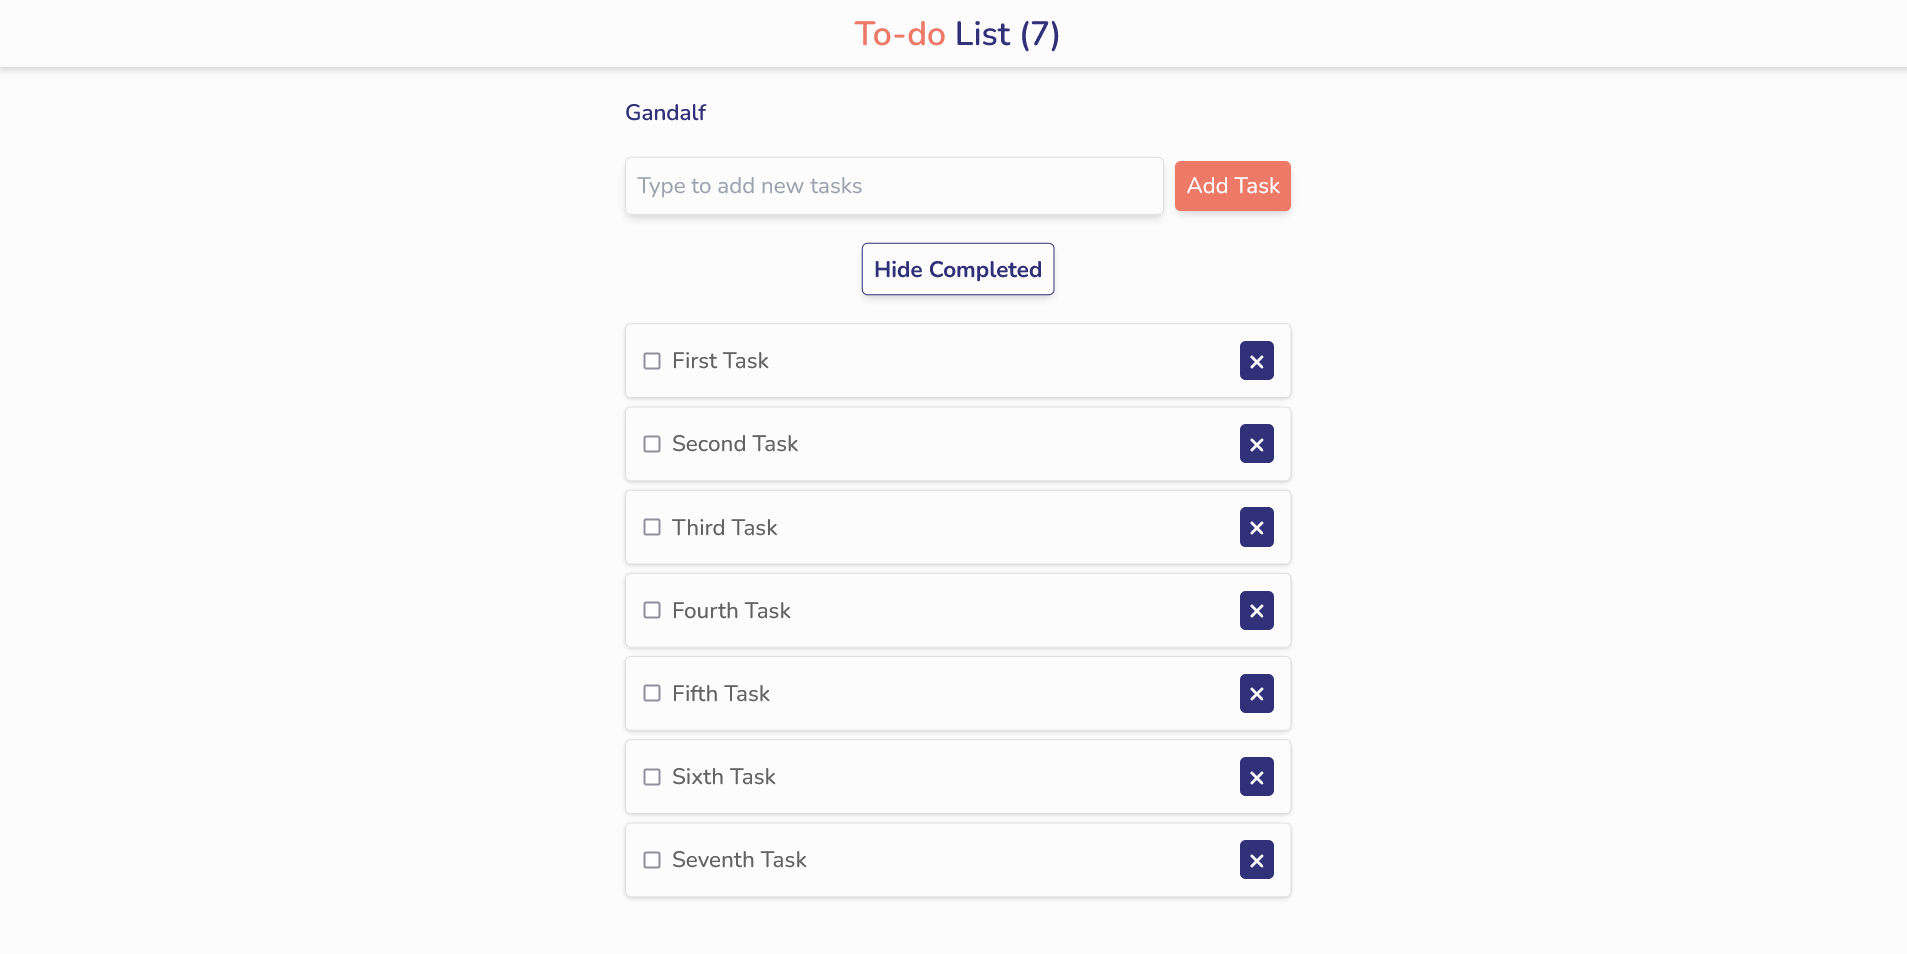 To-do List (7)
Gandalf
Type to add new tasks
Add Task
Hide Completed
First Task
Second Task
Third Task
Fourth Task
Fifth Task
Sixth Task
Seventh Task